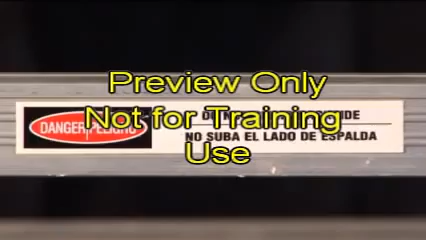 Preview Only
Not for Training
Use
DANGER/PELIGRO
NO SUBA EL LADO DE ESPALDA